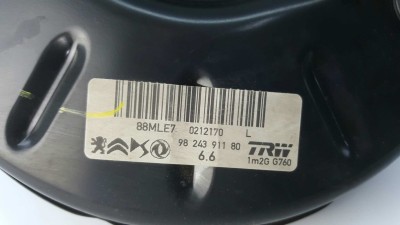 88MLE7 0212170 L
98 243 911 80 TRW
6.6 1m2G G760